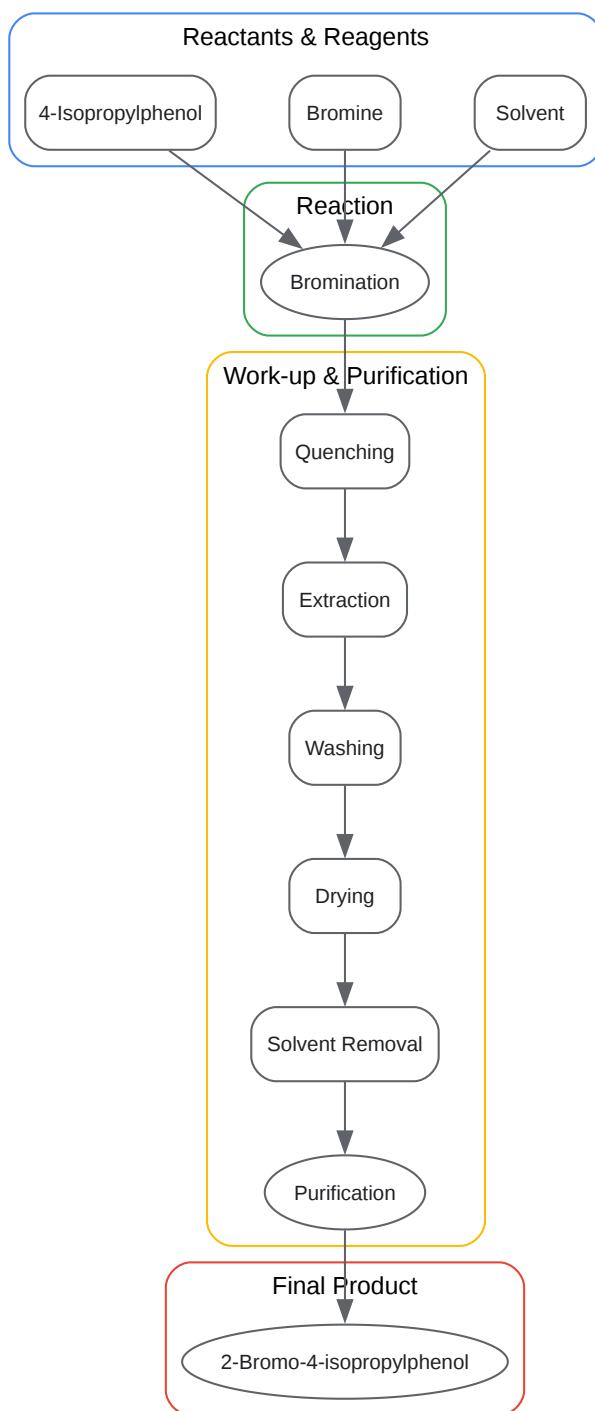 Reactants & Reagents
4-Isopropylphenol
Bromine
Solvent
Reaction
Bromination
Work-up & Purification
Quenching
Extraction
Washing
Drying
Solvent Removal
Purification
Final Product
2-Bromo-4-isopropylphenol